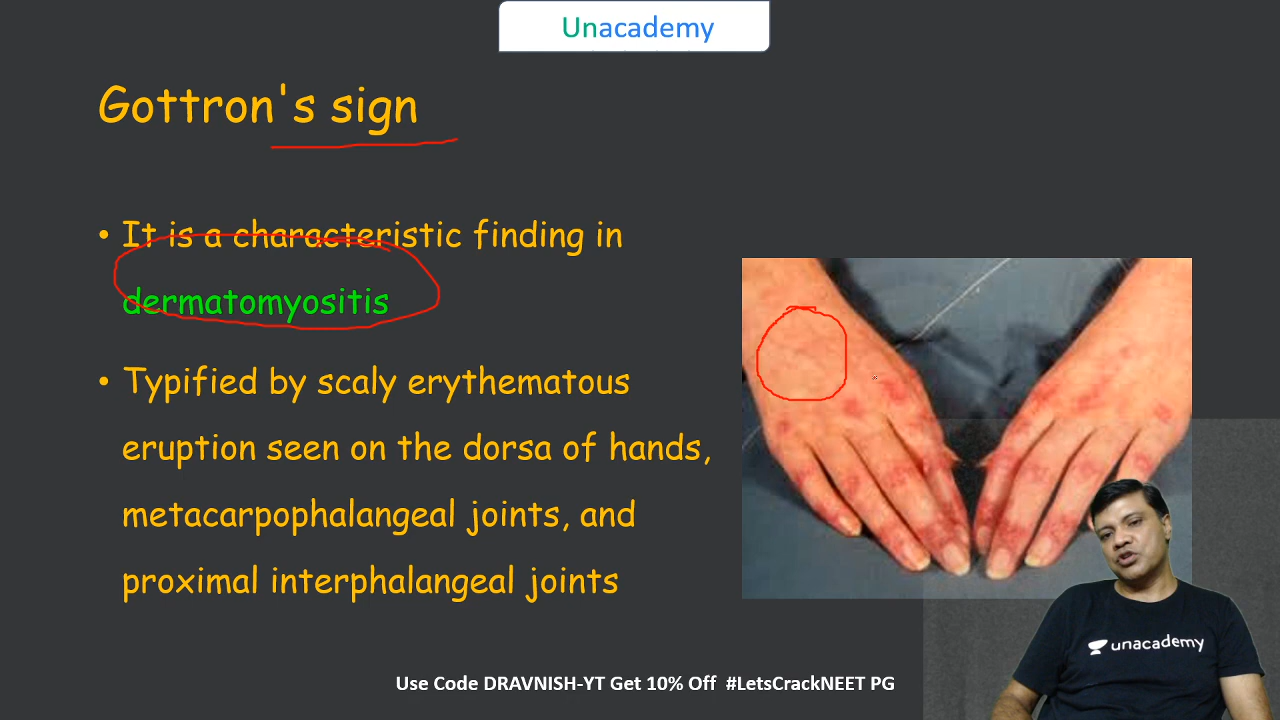 Unacademy
Gottron's sign
• It is a characteristic finding in
dermatomyositis
• Typified by scaly erythematous
eruption seen on the dorsa of hands,
metacarpophalangeal joints, and
proximal interphalangeal joints
unacademy
Use Code DRAVNISH-YT Get 10% Off #LetsCrackNEET PG